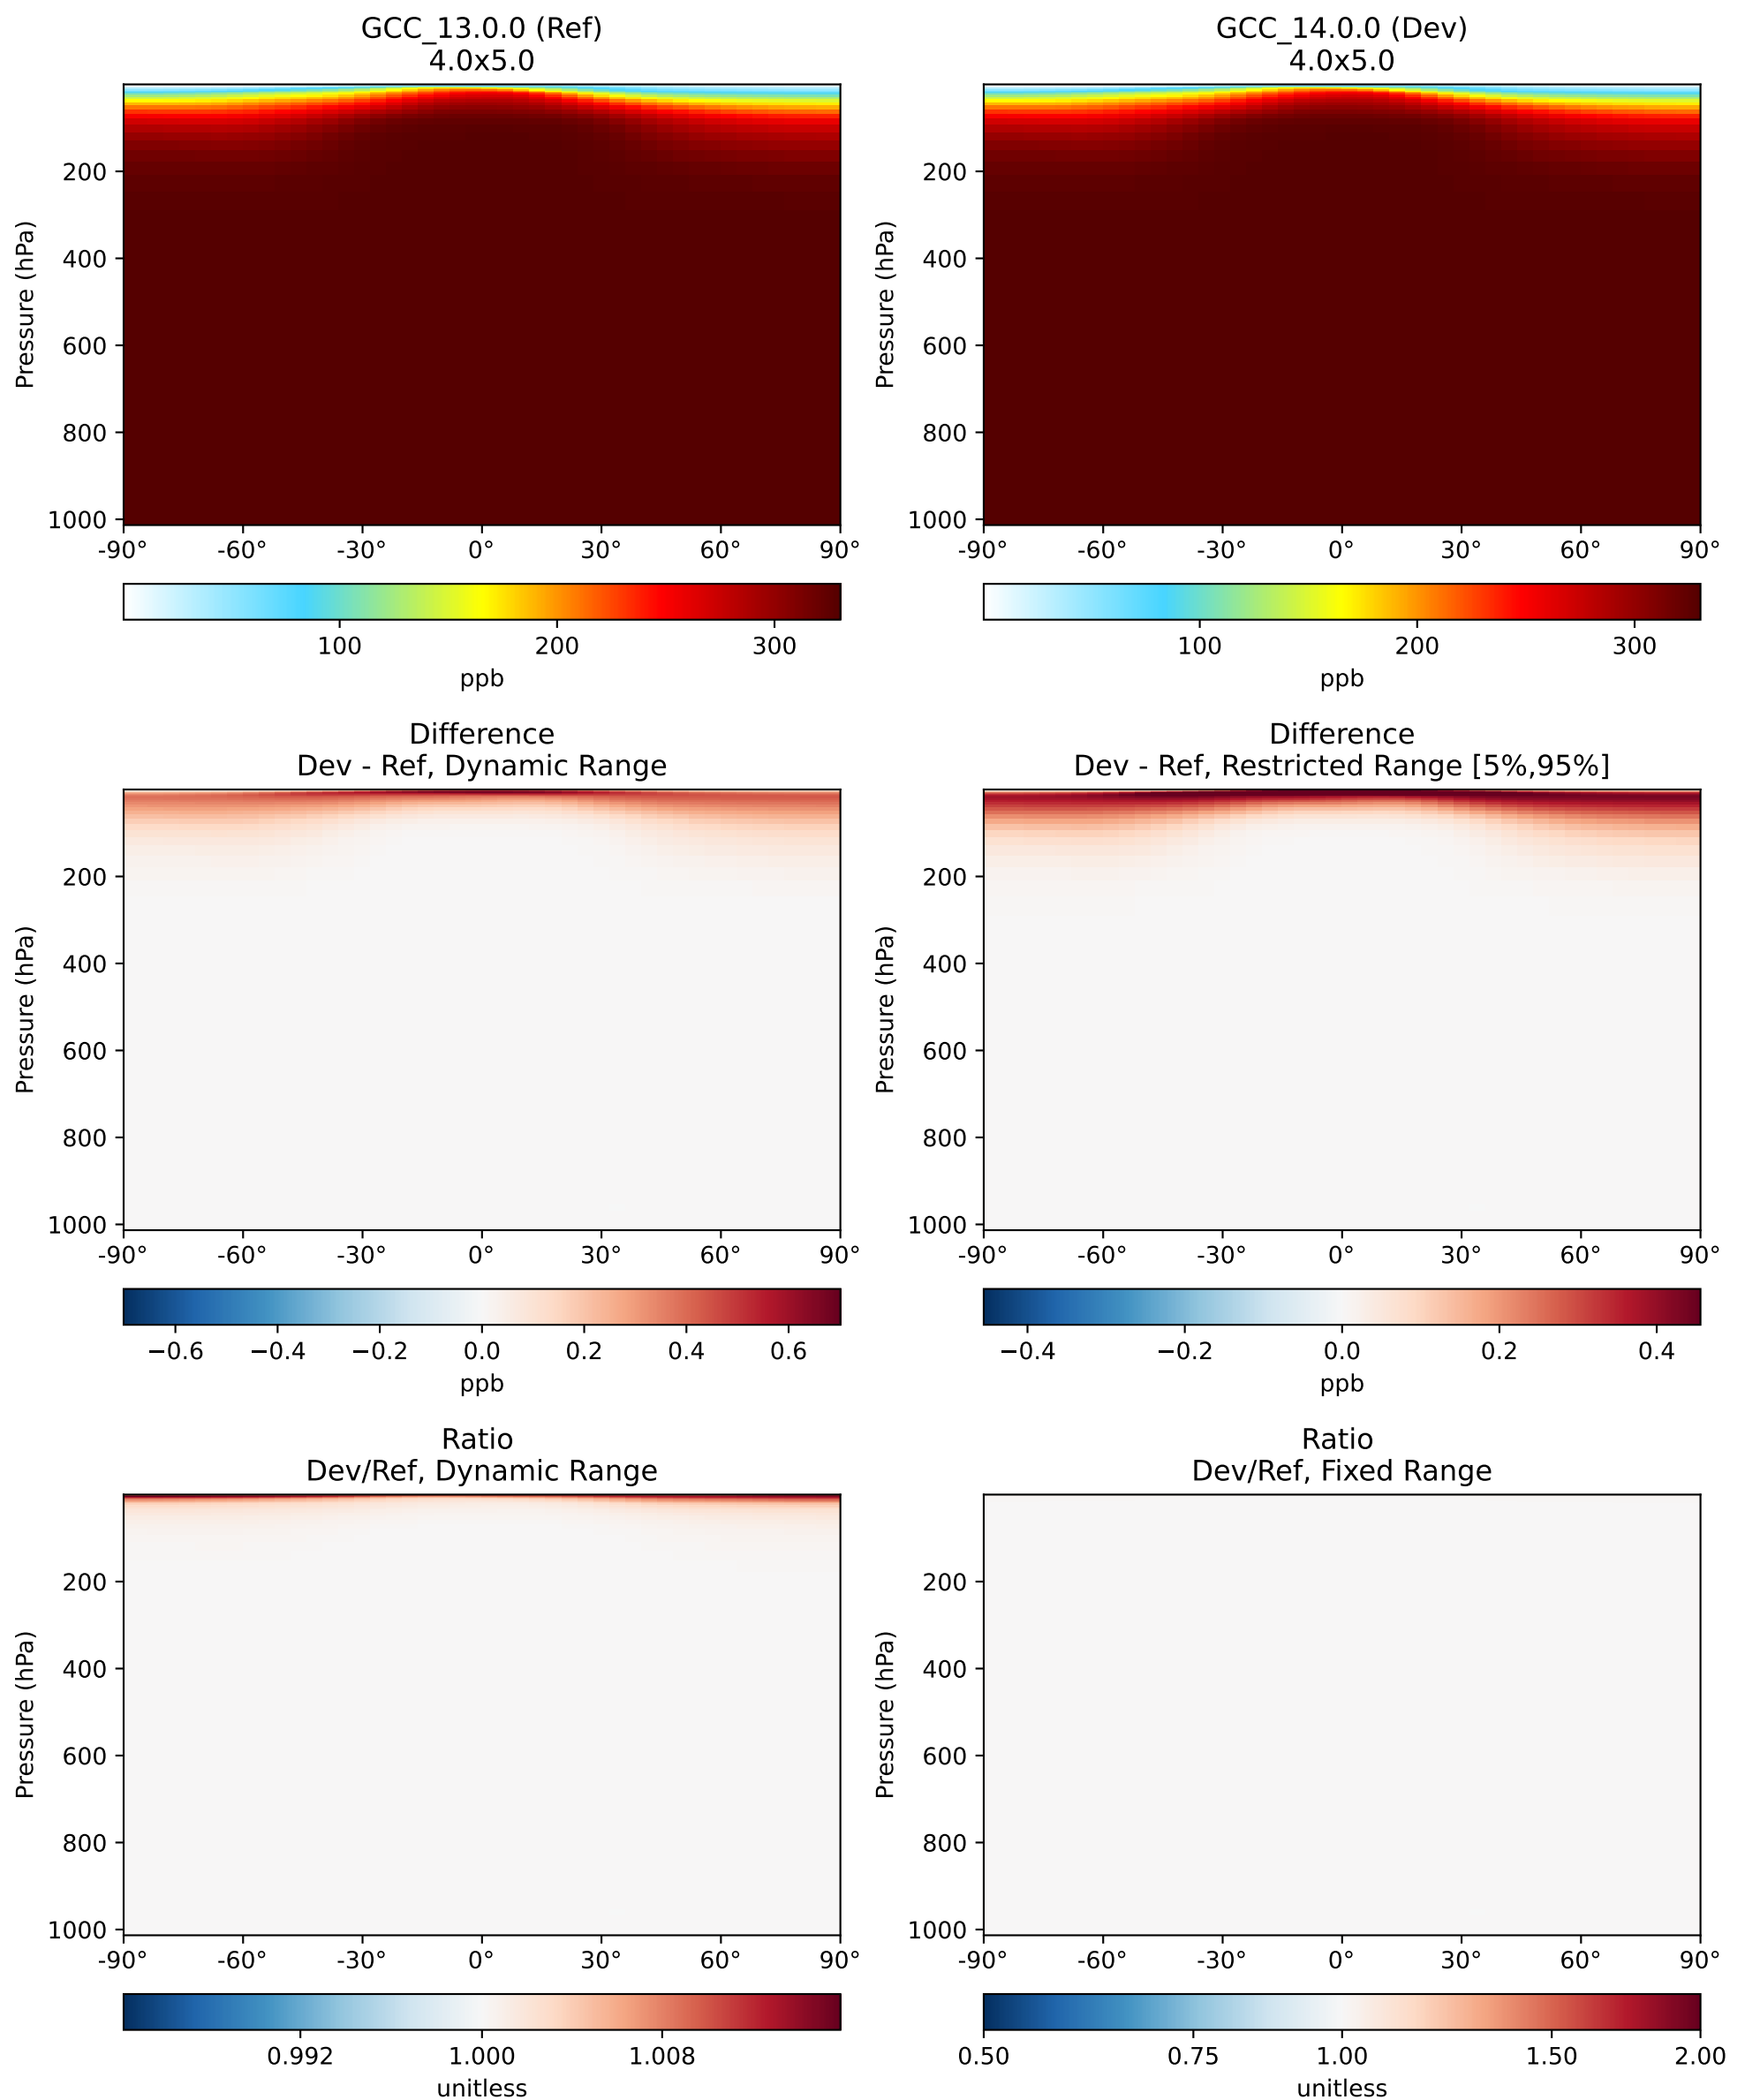 GCC_13.0.0 (Ref)
4.0x5.0
GCC_14.0.0 (Dev)
4.0x5.0
Pressure (hPa)
200
400
600
800
1000
-90° -60° -30° 0° 30° 60° 90°
100 200 300
ppb
Pressure (hPa)
200
400
600
800
1000
-90° -60° -30° 0° 30° 60° 90°
100 200 300
ppb
Difference
Dev - Ref, Dynamic Range
Difference
Dev - Ref, Restricted Range [5%,95%]
Pressure (hPa)
200
400
600
800
1000
-90° -60° -30° 0° 30° 60° 90°
−0.6 −0.4 −0.2 0.0 0.2 0.4 0.6
ppb
Pressure (hPa)
200
400
600
800
1000
-90° -60° -30° 0° 30° 60° 90°
−0.4 −0.2 0.0 0.2 0.4
ppb
Ratio
Dev/Ref, Dynamic Range
Ratio
Dev/Ref, Fixed Range
Pressure (hPa)
200
400
600
800
1000
-90° -60° -30° 0° 30° 60° 90°
0.992 1.000 1.008
unitless
Pressure (hPa)
200
400
600
800
1000
-90° -60° -30° 0° 30° 60° 90°
0.50 0.75 1.00 1.50 2.00
unitless